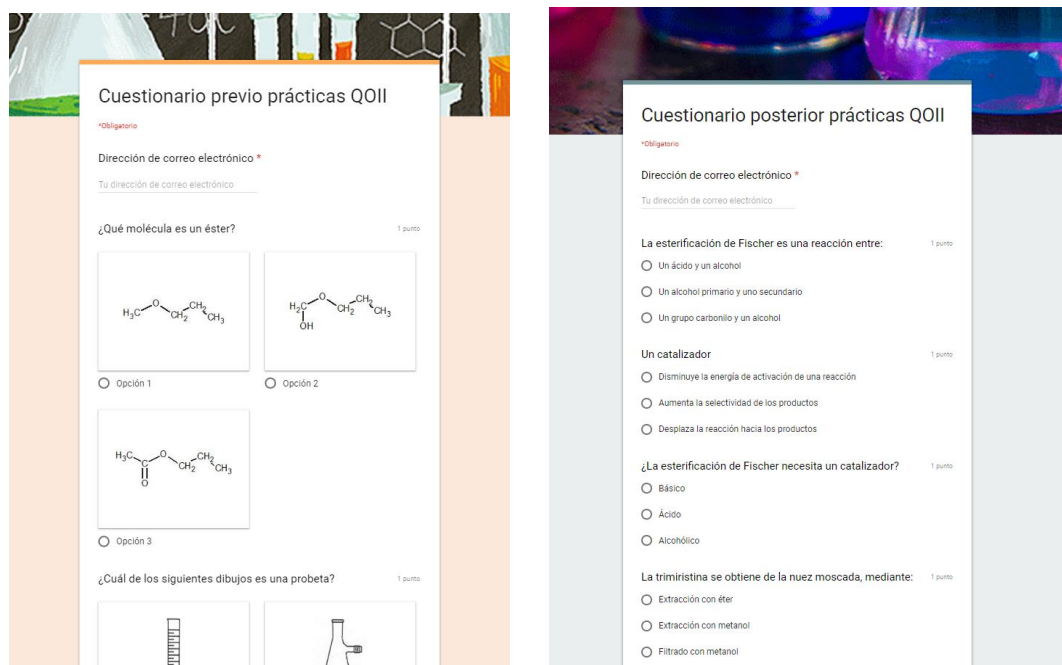 Cuestionario previo prácticas QOII
*Obligatorio
Dirección de correo electrónico *
Tu dirección de correo electrónico
¿Qué molécula es un éster?
1 punto
H₃C O CH₂ CH₂ CH₃
H₂C OH O CH₂ CH₂ CH₃
Opción 1
Opción 2
H₃C C O O CH₂ CH₂ CH₃
Opción 3
¿Cuál de los siguientes dibujos es una probeta?
1 punto
Cuestionario posterior prácticas QOII
*Obligatorio
Dirección de correo electrónico *
Tu dirección de correo electrónico
La esterificación de Fischer es una reacción entre:
1 punto
Un ácido y un alcohol
Un alcohol primario y uno secundario
Un grupo carbonilo y un alcohol
Un catalizador
1 punto
Disminuye la energía de activación de una reacción
Aumenta la selectividad de los productos
Desplaza la reacción hacia los productos
¿La esterificación de Fischer necesita un catalizador?
1 punto
Básico
Ácido
Alcohólico
La trimiristina se obtiene de la nuez moscada, mediante:
1 punto
Extracción con éter
Extracción con metanol
Filtrado con metanol